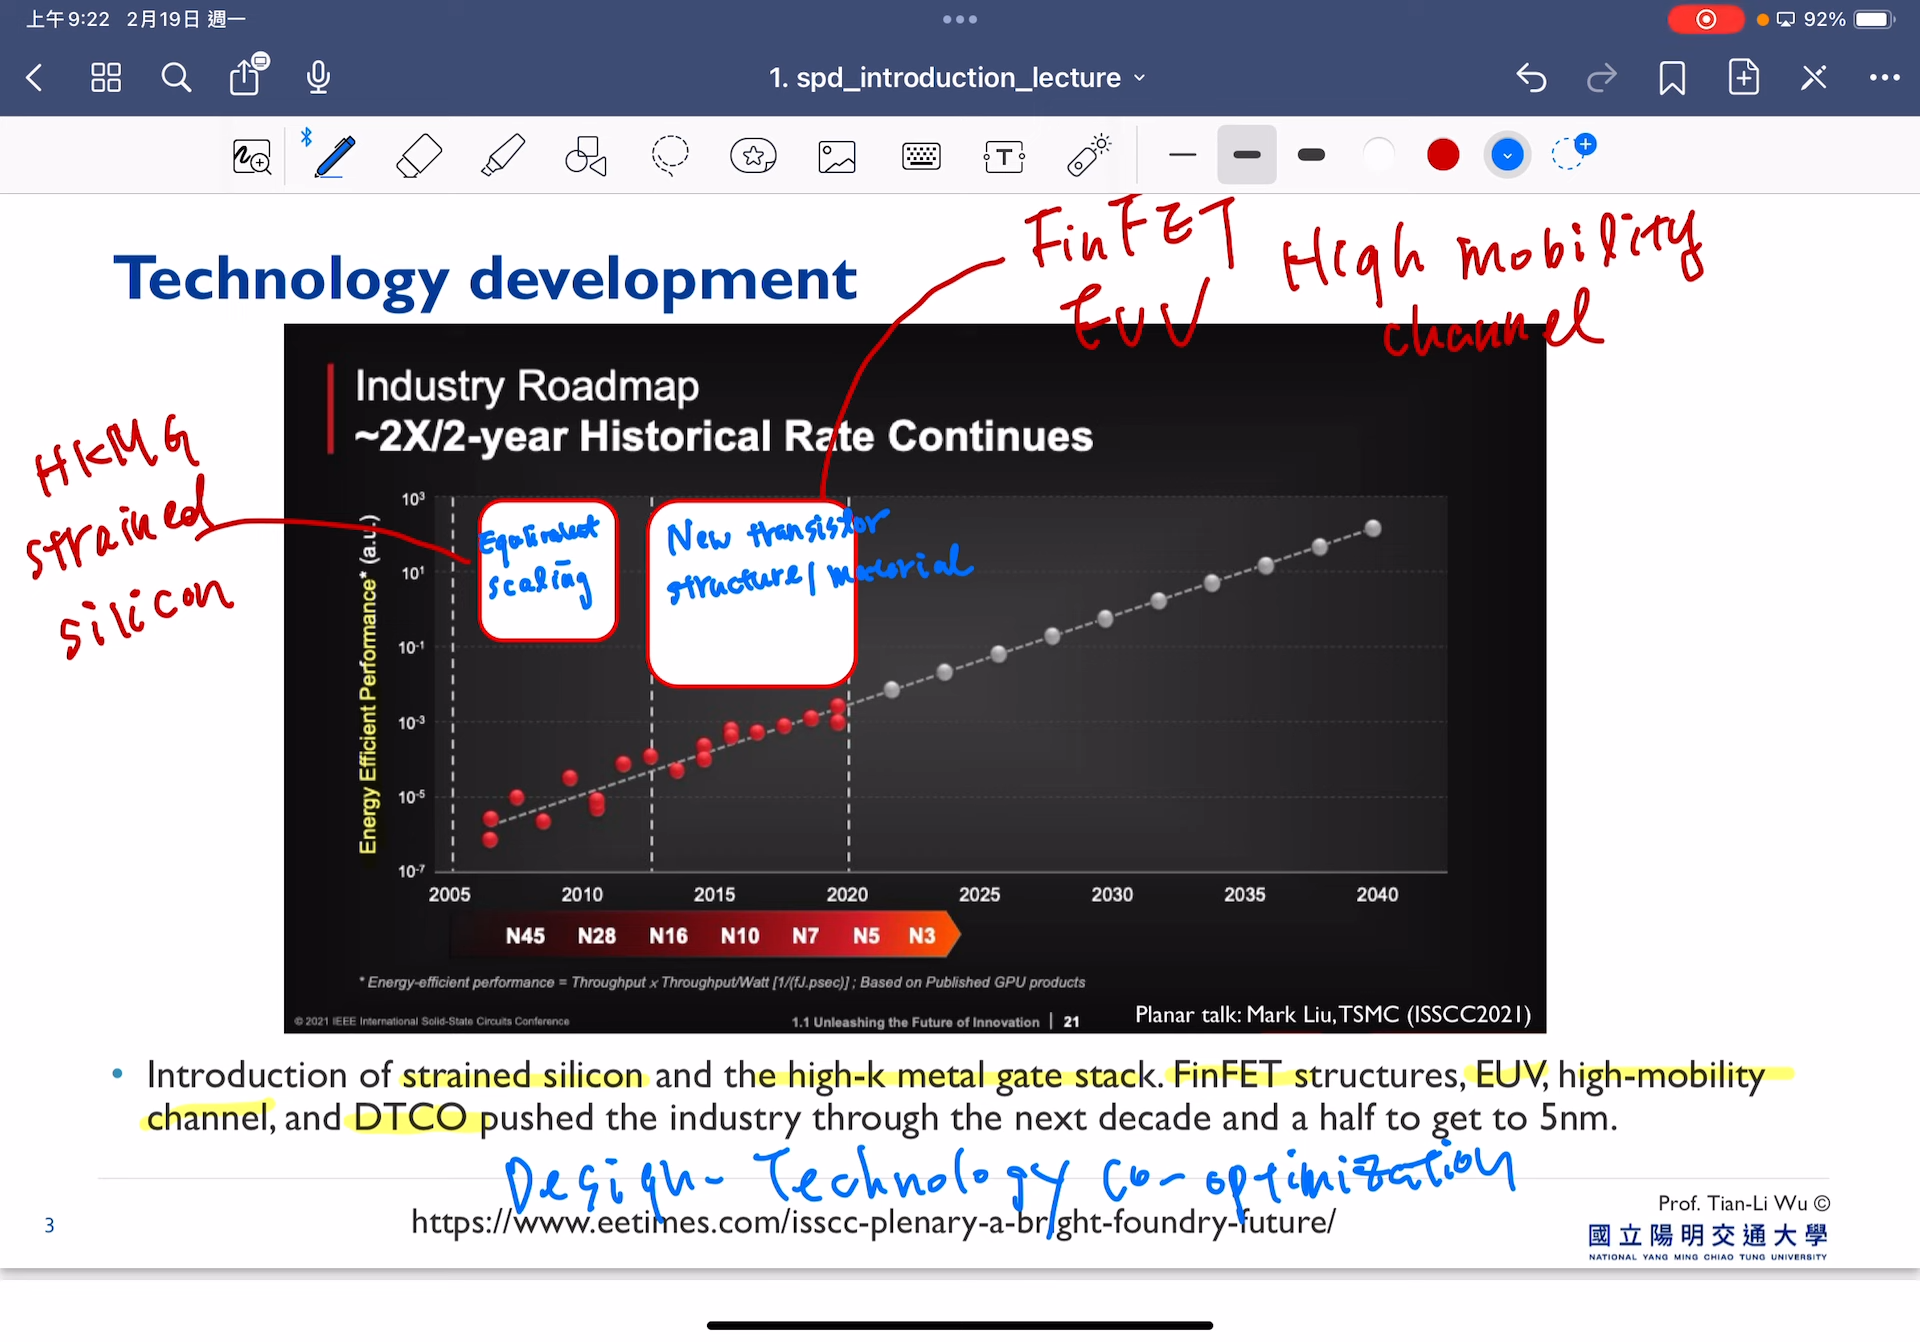 上午9:22 2月19日 週一
92%
1. spd_introduction_lecture
T
FinFET
EUV
High mobility
channel
Technology development
HKMG
strained
silicon
Industry Roadmap
~2X/2-year Historical Rate Continues
Equivalent
scaling
New transistor
structure/ material
Energy Efficient Performance* (a.u.)
10³
10¹
10⁻¹
10⁻³
10⁻⁵
10⁻⁷
2005 2010 2015 2020 2025 2030 2035 2040
N45 N28 N16 N10 N7 N5 N3
* Energy-efficient performance = Throughput x Throughput/Watt [1/(fJ.psec)] ; Based on Published GPU products
© 2021 IEEE International Solid-State Circuits Conference
1.1 Unleashing the Future of Innovation | 21
Planar talk: Mark Liu, TSMC (ISSCC2021)
• Introduction of strained silicon and the high-k metal gate stack. FinFET structures, EUV, high-mobility
channel, and DTCO pushed the industry through the next decade and a half to get to 5nm.
Design- Technology co-optimization
3
https://www.eetimes.com/isscc-plenary-a-bright-foundry-future/
Prof. Tian-Li Wu ©
國立陽明交通大學
NATIONAL YANG MING CHIAO TUNG UNIVERSITY